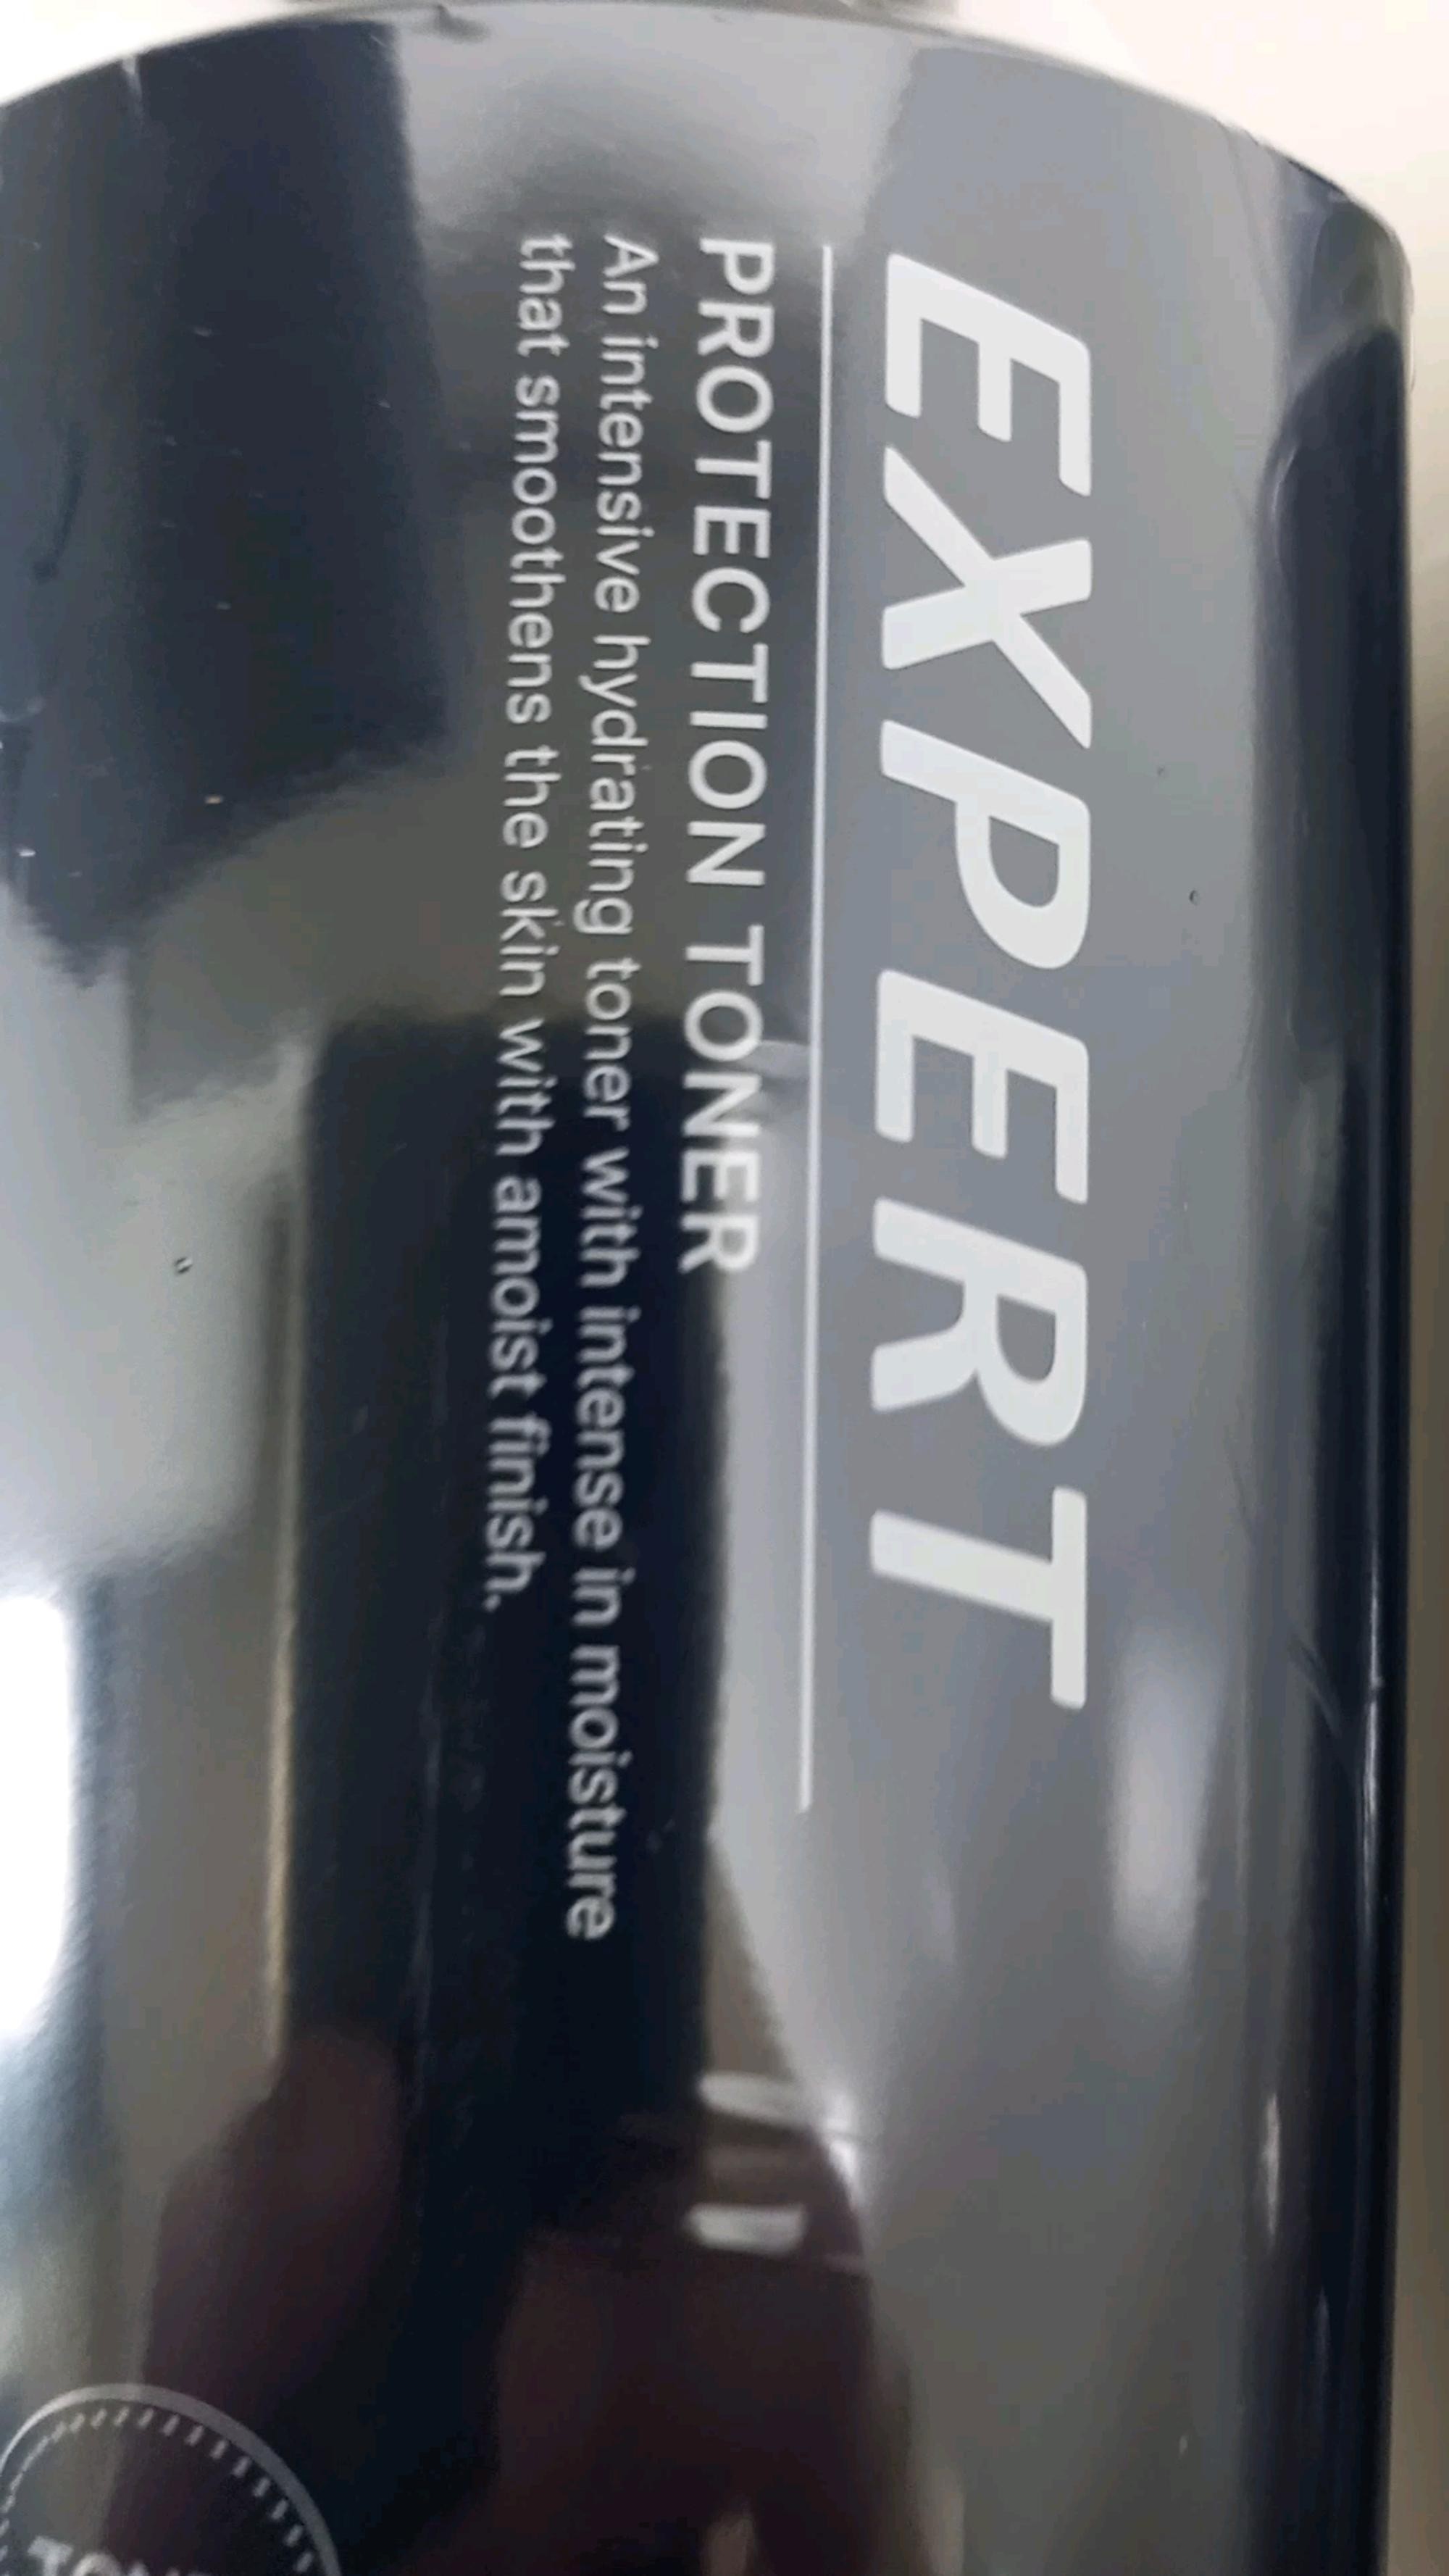 EXPERT
PROTECTION TONER
An intensive hydrating toner with intense in moisture
that smoothens the skin with amoist finish.